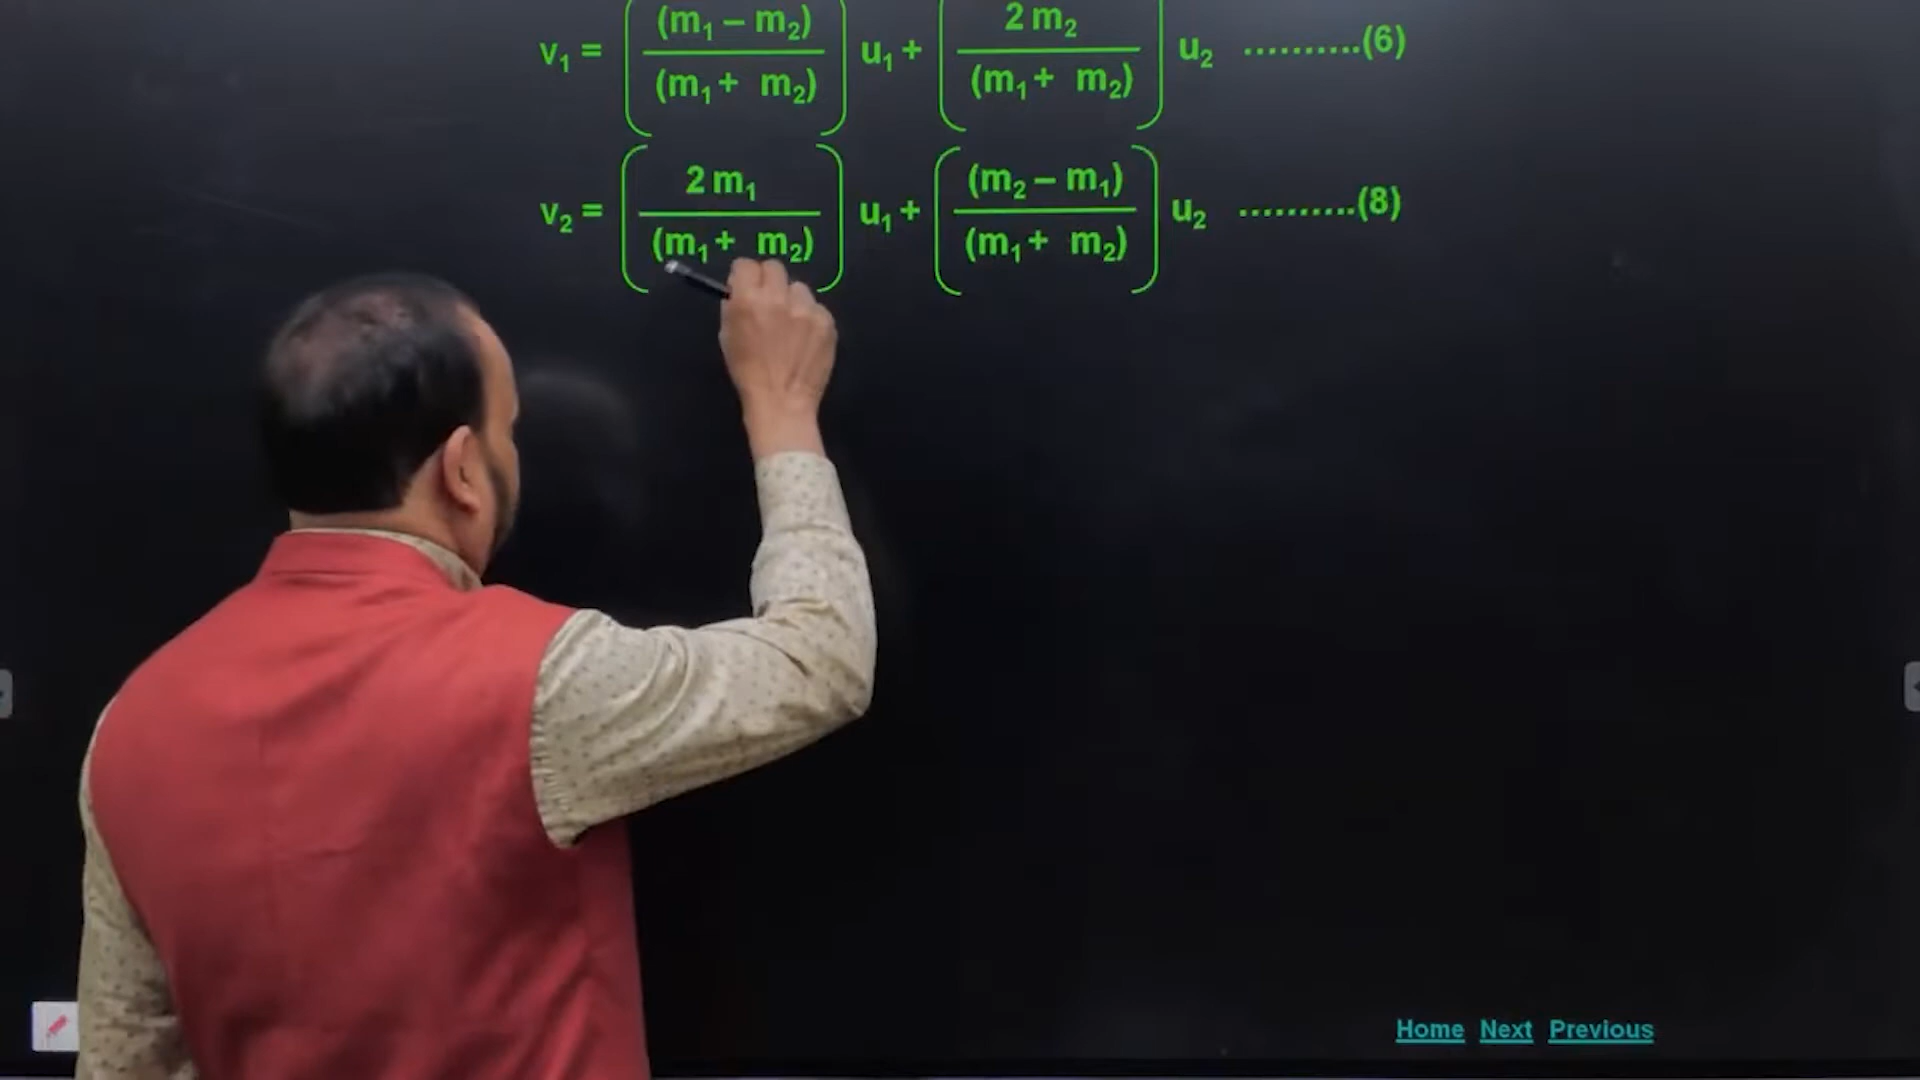 v₁ = ((m₁ – m₂)/(m₁ + m₂)) u₁ + (2 m₂/(m₁ + m₂)) u₂ ..........(6)
v₂ = (2 m₁/(m₁ + m₂)) u₁ + ((m₂ – m₁)/(m₁ + m₂)) u₂ ..........(8)
Home Next Previous